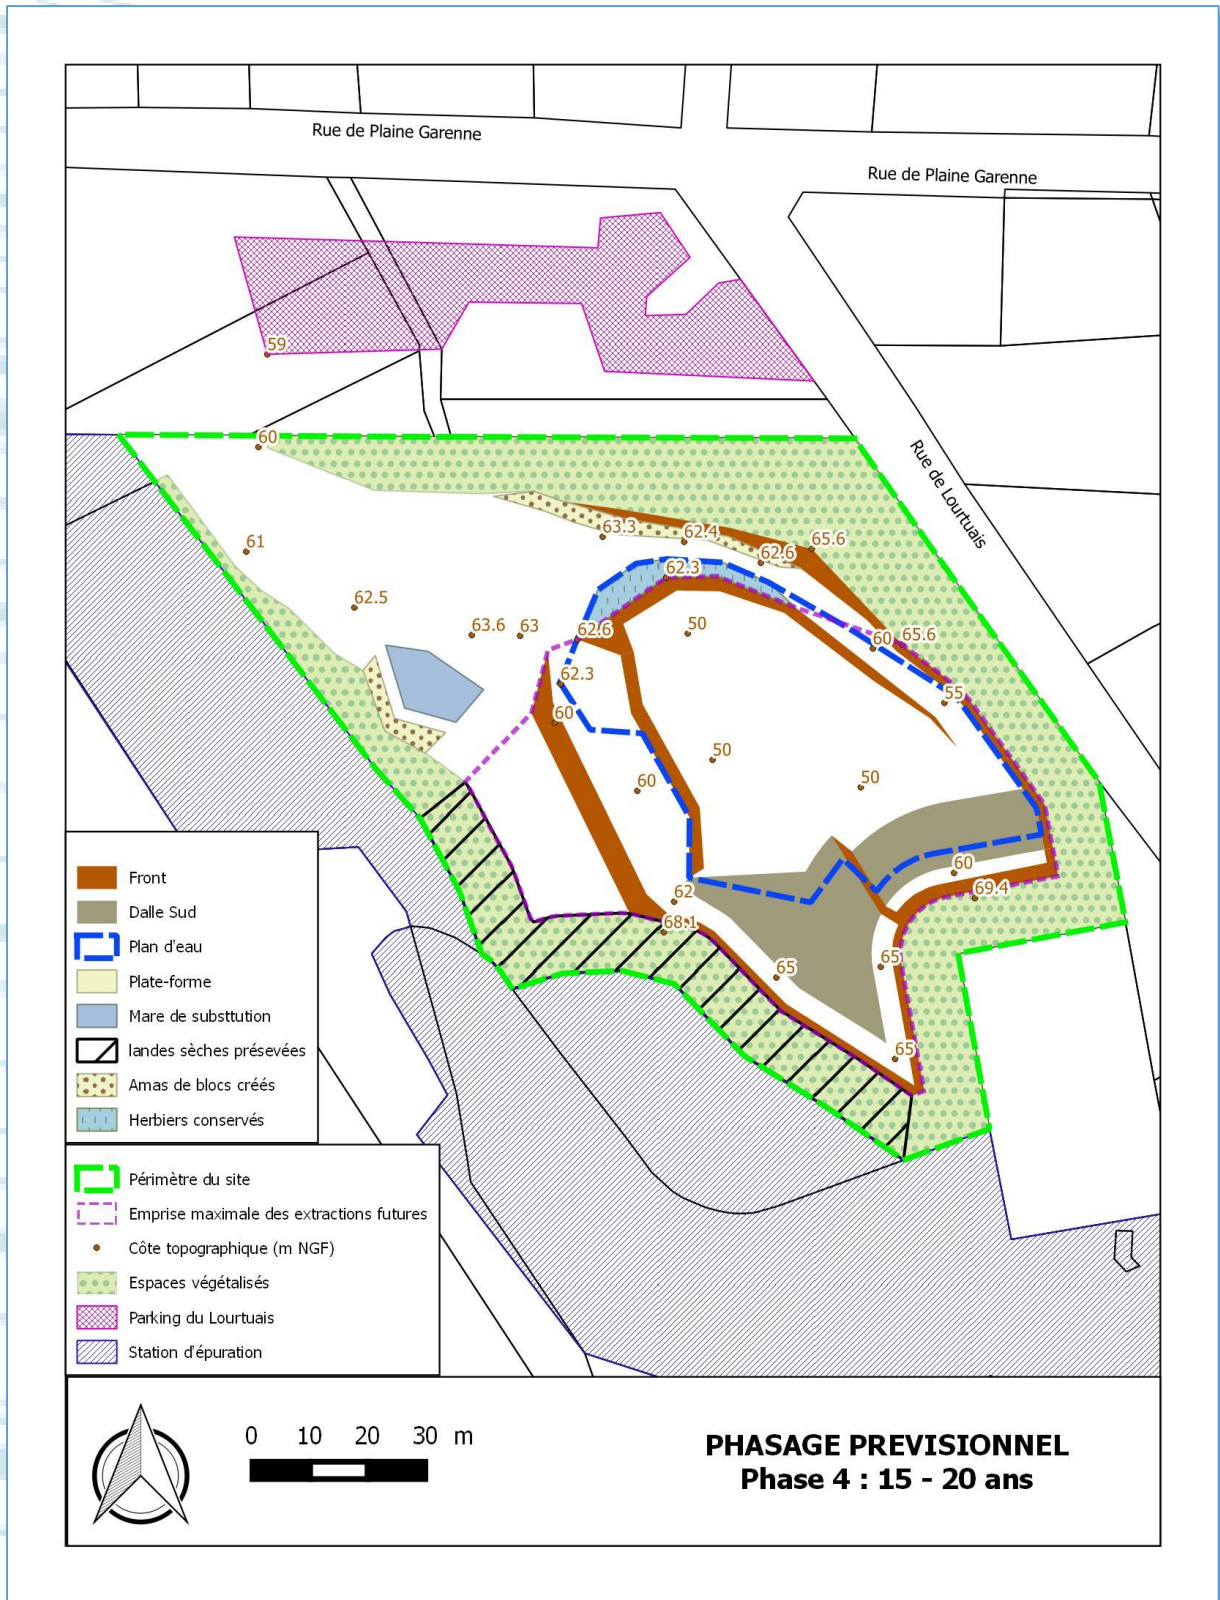 Rue de Plaine Garenne
Rue de Plaine Garenne
59
60
Rue de Lourtuais
61
63.3
62.4
62.6
65.6
62.3
62.5
63.6
63
62.6
50
60
65.6
62.3
55
60
50
60
50
60
62
69.4
68.1
65
65
65
Front
Dalle Sud
Plan d'eau
Plate-forme
Mare de substtution
landes sèches présevées
Amas de blocs créés
Herbiers conservés
Périmètre du site
Emprise maximale des extractions futures
Côte topographique (m NGF)
Espaces végétalisés
Parking du Lourtuais
Station d'épuration
0 10 20 30 m
PHASAGE PREVISIONNEL
Phase 4 : 15 - 20 ans